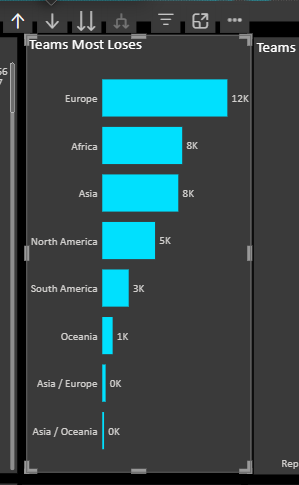 Teams Most Loses
Teams
Europe 12K
Africa 8K
Asia 8K
North America 5K
South America 3K
Oceania 1K
Asia / Europe 0K
Asia / Oceania 0K
Rep